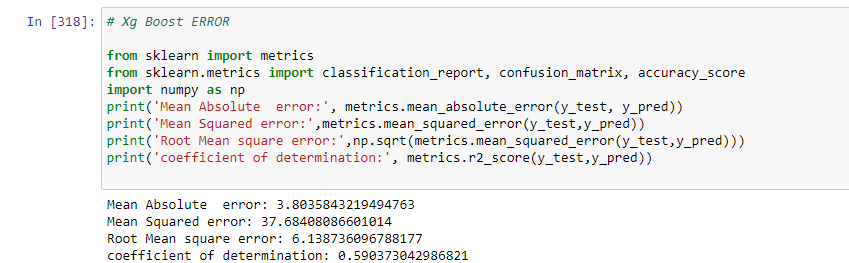 In [318]: # Xg Boost ERROR
from sklearn import metrics
from sklearn.metrics import classification_report, confusion_matrix, accuracy_score
import numpy as np
print('Mean Absolute  error:', metrics.mean_absolute_error(y_test, y_pred))
print('Mean Squared error:',metrics.mean_squared_error(y_test,y_pred))
print('Root Mean square error:',np.sqrt(metrics.mean_squared_error(y_test,y_pred)))
print('coefficient of determination:', metrics.r2_score(y_test,y_pred))
Mean Absolute  error: 3.8035843219494763
Mean Squared error: 37.68408086601014
Root Mean square error: 6.138736096788177
coefficient of determination: 0.590373042986821